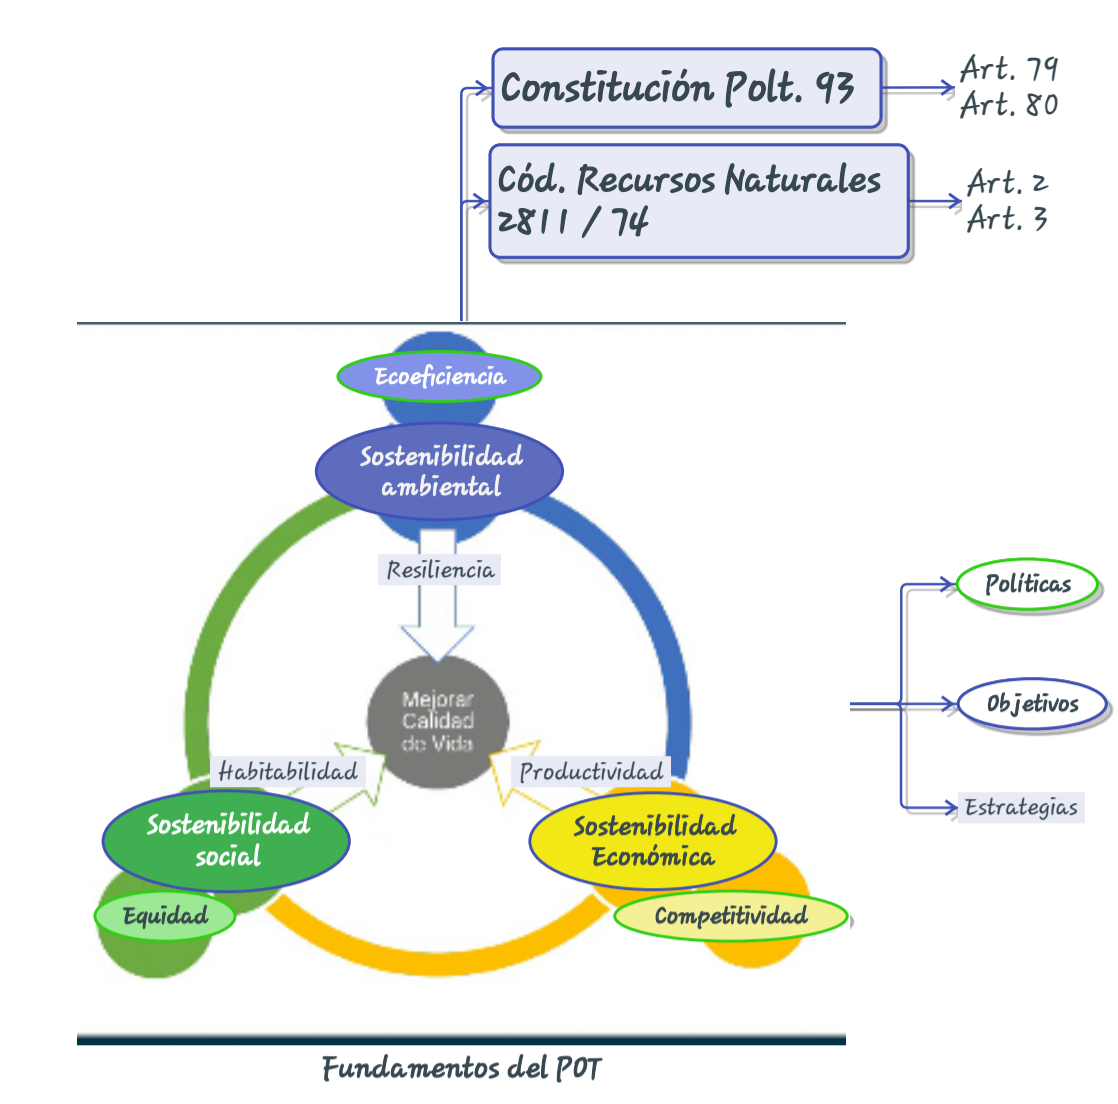 Constitución Polt. 93
Art. 79
Art. 80
Cód. Recursos Naturales
2811 / 74
Art. 2
Art. 3
Ecoeficiencia
Sostenibilidad
ambiental
Resiliencia
Mejorar
Calidad
de Vida
Habitabilidad
Productividad
Sostenibilidad
social
Sostenibilidad
Económica
Equidad
Competitividad
Políticas
Objetivos
Estrategias
Fundamentos del POT